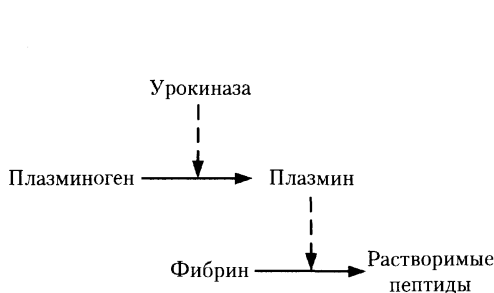 Урокиназа
Плазминоген
Плазмин
Фибрин
Растворимые
пептиды